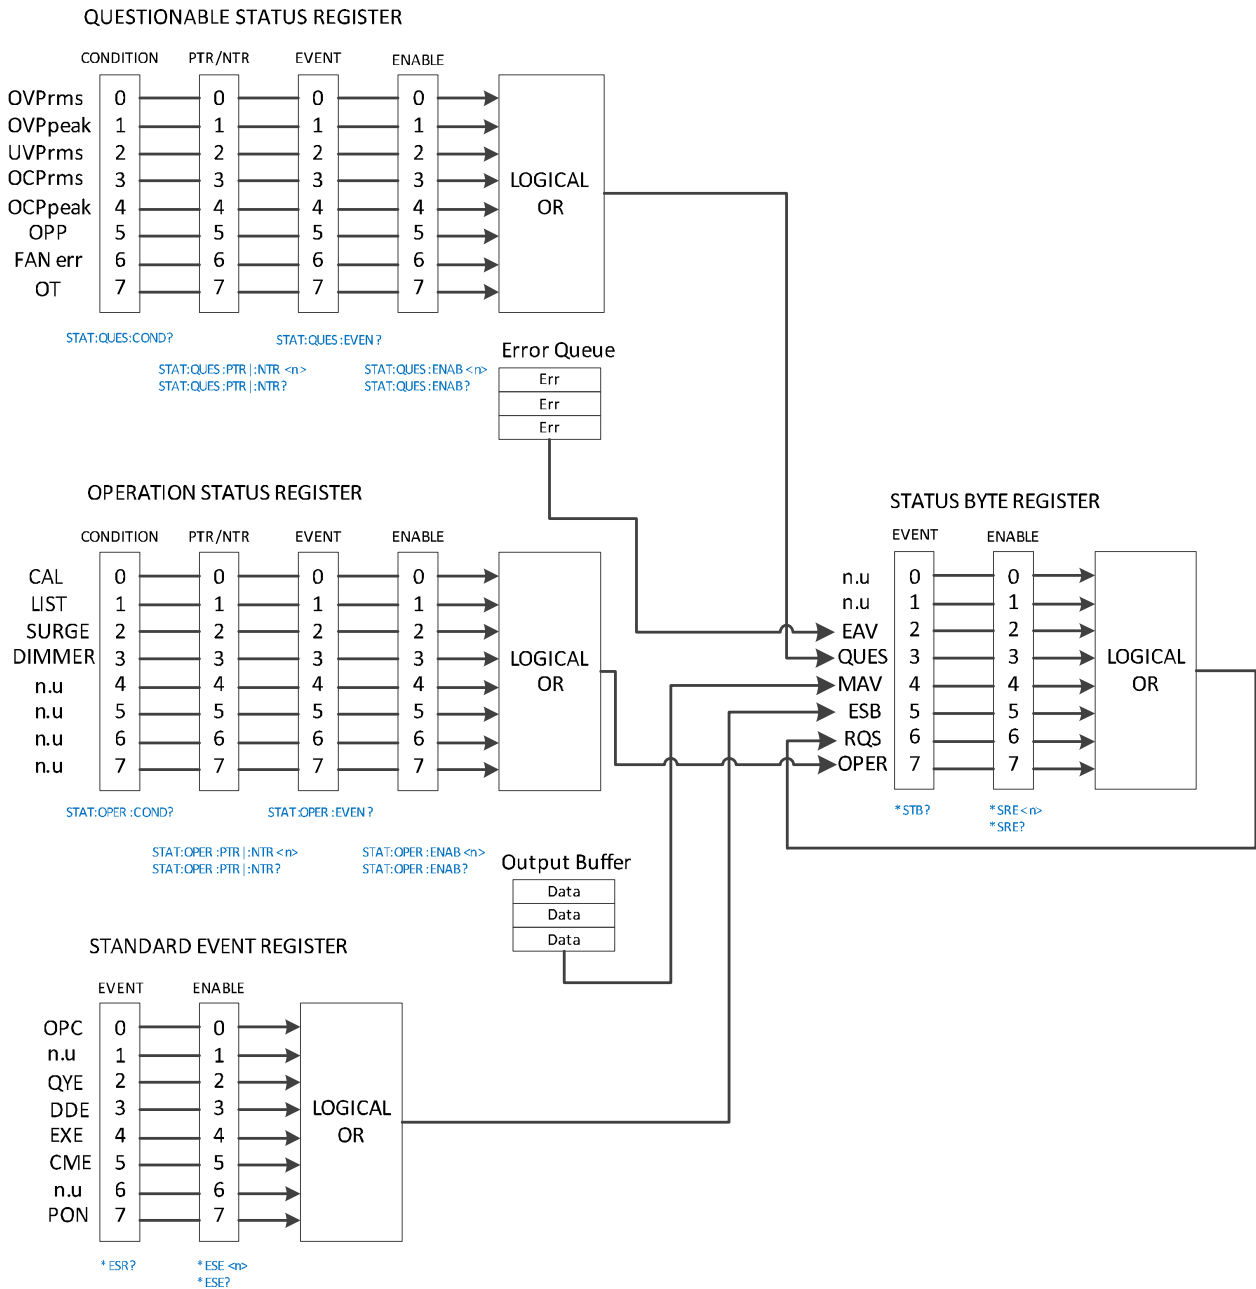 QUESTIONABLE STATUS REGISTER
CONDITION PTR/NTR EVENT ENABLE
OVPrms 0 0 0 0
OVPpeak 1 1 1 1
UVPrms 2 2 2 2
OCPrms 3 3 3 3 LOGICAL
OCPpeak 4 4 4 4 OR
OPP 5 5 5 5
FAN err 6 6 6 6
OT 7 7 7 7
STAT:QUES:COND? STAT:QUES:EVEN?
STAT:QUES:PTR|:NTR <n> STAT:QUES:ENAB <n>
STAT:QUES:PTR|:NTR? STAT:QUES:ENAB?
Error Queue
Err
Err
Err
OPERATION STATUS REGISTER
CONDITION PTR/NTR EVENT ENABLE
CAL 0 0 0 0
LIST 1 1 1 1
SURGE 2 2 2 2
DIMMER 3 3 3 3 LOGICAL
n.u 4 4 4 4 OR
n.u 5 5 5 5
n.u 6 6 6 6
n.u 7 7 7 7
STAT:OPER:COND? STAT:OPER:EVEN?
STAT:OPER:PTR|:NTR <n> STAT:OPER:ENAB <n>
STAT:OPER:PTR|:NTR? STAT:OPER:ENAB?
STATUS BYTE REGISTER
EVENT ENABLE
n.u 0 0
n.u 1 1
EAV 2 2
QUES 3 3 LOGICAL
MAV 4 4 OR
ESB 5 5
RQS 6 6
OPER 7 7
*STB? *SRE <n>
*SRE?
Output Buffer
Data
Data
Data
STANDARD EVENT REGISTER
EVENT ENABLE
OPC 0 0
n.u 1 1
QYE 2 2
DDE 3 3 LOGICAL
EXE 4 4 OR
CME 5 5
n.u 6 6
PON 7 7
*ESR? *ESE <n>
*ESE?